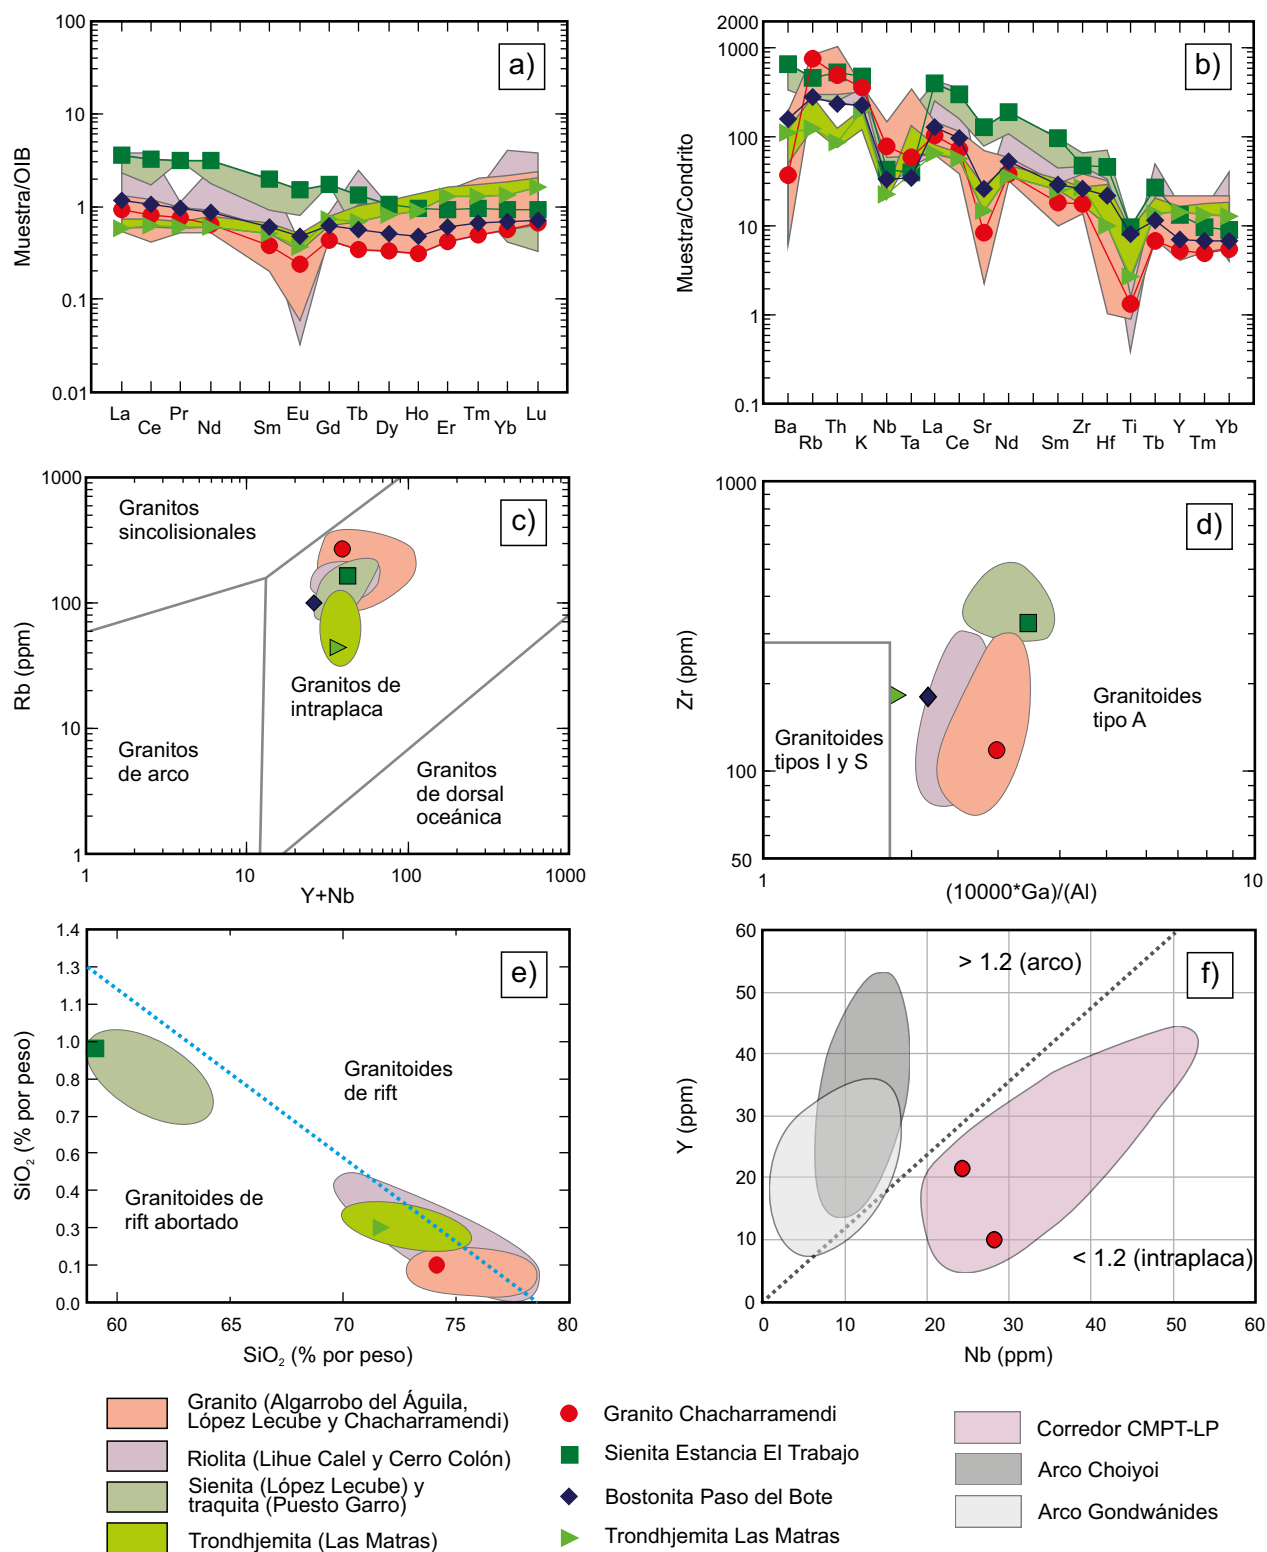 a)
100
10
1
0.1
0.01
Muestra/OIB
La Ce Pr Nd Sm Eu Gd Tb Dy Ho Er Tm Yb Lu
b)
2000
1000
100
10
1
0.1
Muestra/Condrito
Ba Rb Th K Nb Ta La Ce Sr Nd Sm Zr Hf Ti Tb Y Tm Yb
c)
1000
100
10
1
Rb (ppm)
Granitos
sincolisionales
Granitos de
intraplaca
Granitos
de arco
Granitos
de dorsal
oceánica
1 10 100 1000
Y+Nb
d)
1000
100
50
Zr (ppm)
Granitoides
tipo A
Granitoides
tipos I y S
1 10
(10000*Ga)/(Al)
e)
1.4
1.3
1.1
1.0
0.8
0.7
0.6
0.4
0.3
0.1
0.0
SiO2 (% por peso)
Granitoides
de rift
Granitoides de
rift abortado
60 65 70 75 80
SiO2 (% por peso)
f)
60
50
40
30
20
10
0
Y (ppm)
> 1.2 (arco)
< 1.2 (intraplaca)
0 10 20 30 40 50 60
Nb (ppm)
Granito (Algarrobo del Águila,
López Lecube y Chacharramendi)
Riolita (Lihue Calel y Cerro Colón)
Sienita (López Lecube) y
traquita (Puesto Garro)
Trondhjemita (Las Matras)
Granito Chacharramendi
Sienita Estancia El Trabajo
Bostonita Paso del Bote
Trondhjemita Las Matras
Corredor CMPT-LP
Arco Choiyoi
Arco Gondwánides